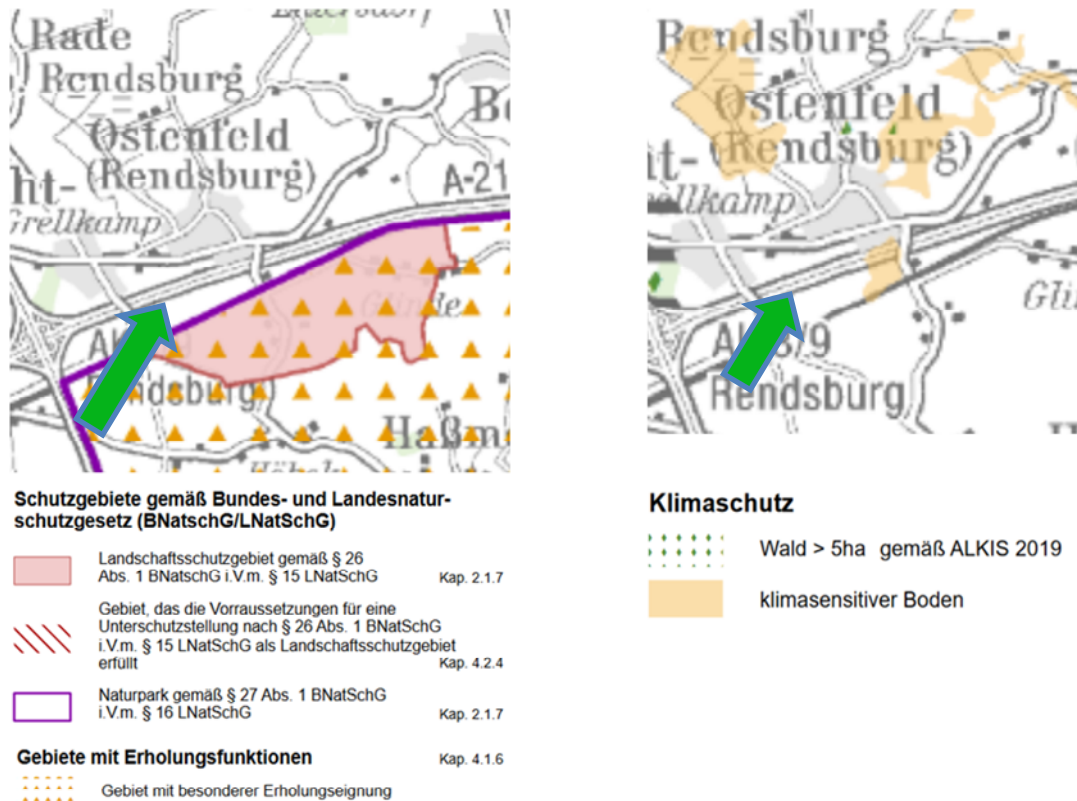 Rade
Rendsburg
Ostenfeld
(Rendsburg)
A-21
Grellkamp
Rendsburg)
Rendsburg
Ostenfeld
(Rendsburg)
Rendsburg
Schutzgebiete gemäß Bundes- und Landesnatur-
schutzgesetz (BNatschG/LNatSchG)
Landschaftsschutzgebiet gemäß § 26
Abs. 1 BNatschG i.V.m. § 15 LNatSchG Kap. 2.1.7
Gebiet, das die Vorraussetzungen für eine
Unterschutzstellung nach § 26 Abs. 1 BNatSchG
i.V.m. § 15 LNatSchG als Landschaftsschutzgebiet
erfüllt Kap. 4.2.4
Naturpark gemäß § 27 Abs. 1 BNatSchG
i.V.m. § 16 LNatSchG Kap. 2.1.7
Gebiete mit Erholungsfunktionen Kap. 4.1.6
Gebiet mit besonderer Erholungseignung
Klimaschutz
Wald > 5ha gemäß ALKIS 2019
klimasensitiver Boden